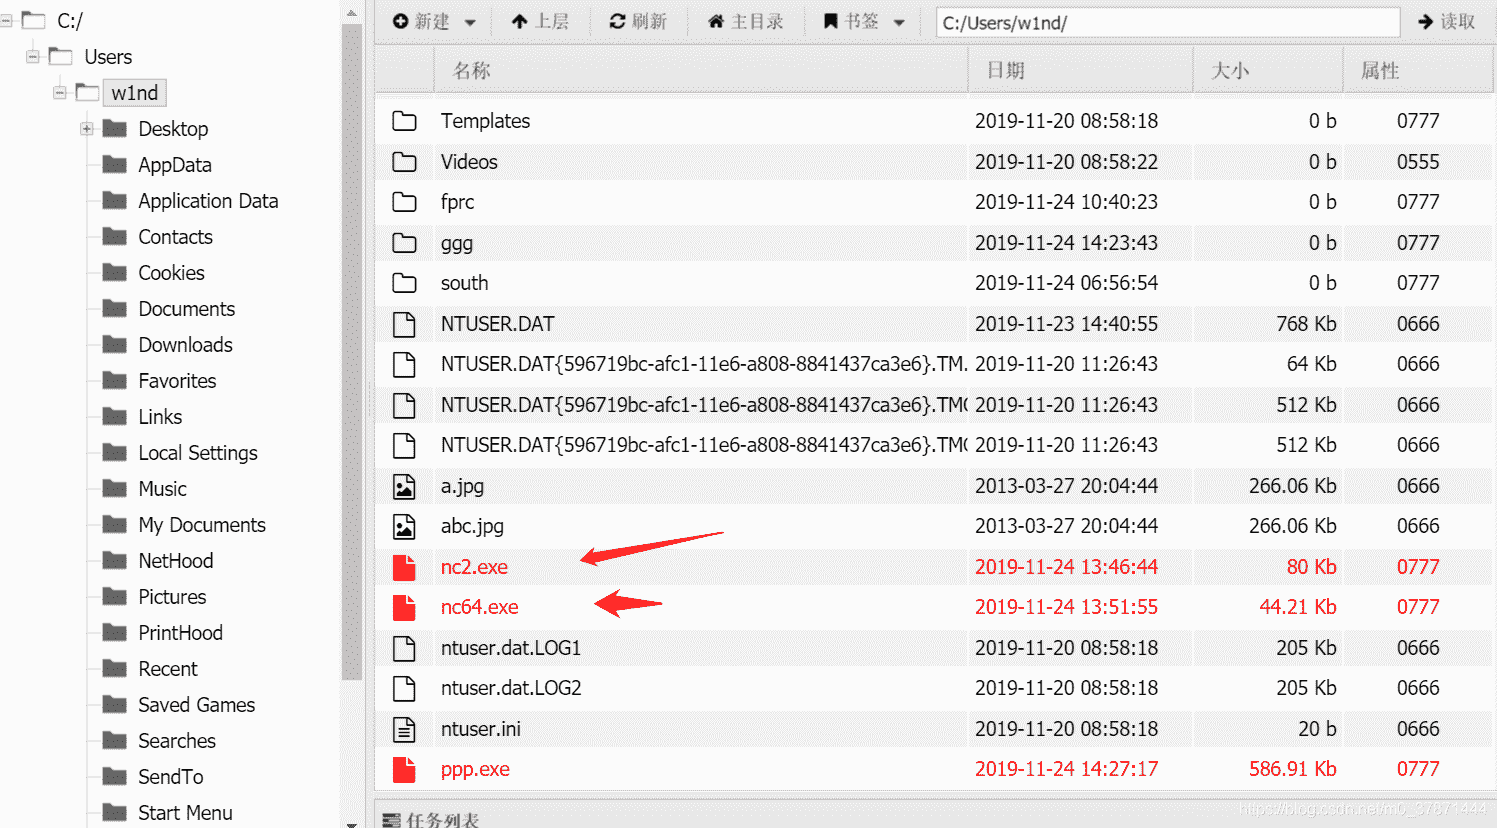 C:/
Users
w1nd
Desktop
AppData
Application Data
Contacts
Cookies
Documents
Downloads
Favorites
Links
Local Settings
Music
My Documents
NetHood
Pictures
PrintHood
Recent
Saved Games
Searches
SendTo
Start Menu
新建 上层 刷新 主目录 书签 C:/Users/w1nd/ 读取
名称 日期 大小 属性
Templates 2019-11-20 08:58:18 0 b 0777
Videos 2019-11-20 08:58:22 0 b 0555
fprc 2019-11-24 10:40:23 0 b 0777
ggg 2019-11-24 14:23:43 0 b 0777
south 2019-11-24 06:56:54 0 b 0777
NTUSER.DAT 2019-11-23 14:40:55 768 Kb 0666
NTUSER.DAT{596719bc-afc1-11e6-a808-8841437ca3e6}.TM. 2019-11-20 11:26:43 64 Kb 0666
NTUSER.DAT{596719bc-afc1-11e6-a808-8841437ca3e6}.TMC 2019-11-20 11:26:43 512 Kb 0666
NTUSER.DAT{596719bc-afc1-11e6-a808-8841437ca3e6}.TMC 2019-11-20 11:26:43 512 Kb 0666
a.jpg 2013-03-27 20:04:44 266.06 Kb 0666
abc.jpg 2013-03-27 20:04:44 266.06 Kb 0666
nc2.exe 2019-11-24 13:46:44 80 Kb 0777
nc64.exe 2019-11-24 13:51:55 44.21 Kb 0777
ntuser.dat.LOG1 2019-11-20 08:58:18 205 Kb 0666
ntuser.dat.LOG2 2019-11-20 08:58:18 205 Kb 0666
ntuser.ini 2019-11-20 08:58:18 20 b 0666
ppp.exe 2019-11-24 14:27:17 586.91 Kb 0777
任务列表
https://blog.csdn.net/m0_37871444